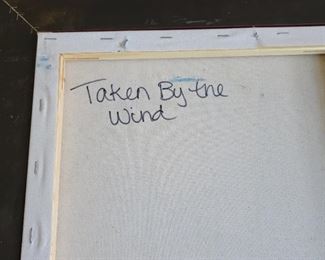 Taken By the
Wind